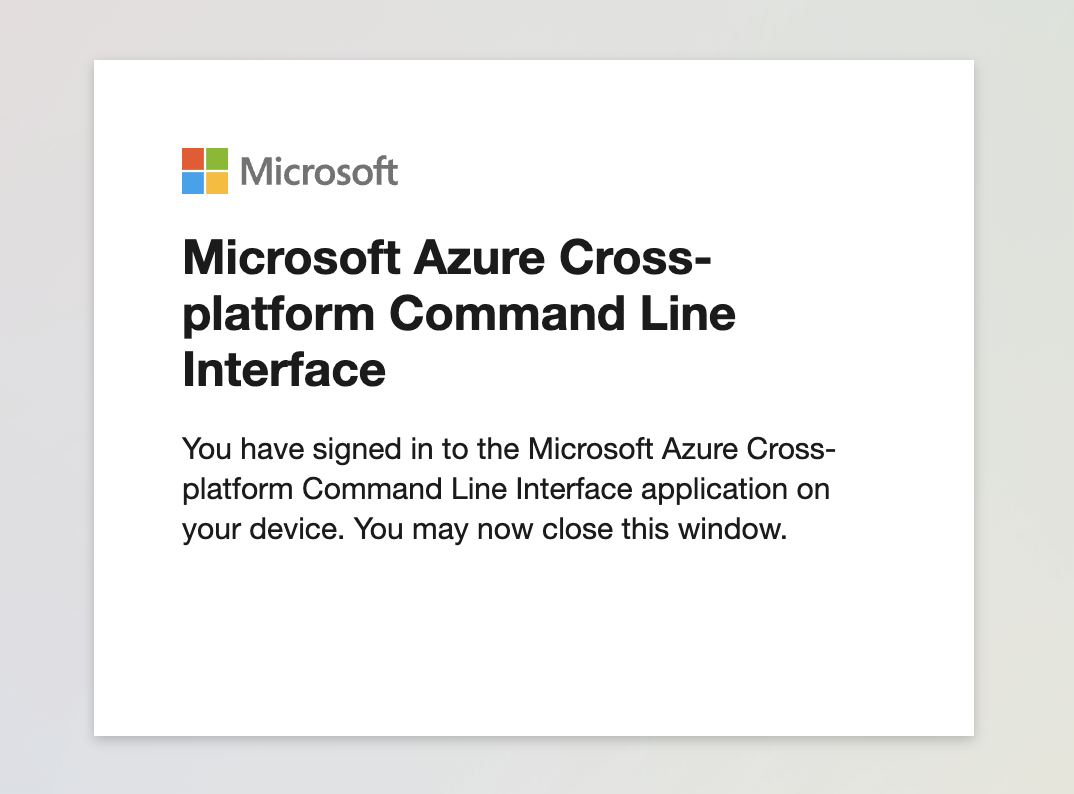 Microsoft
Microsoft Azure Cross-
platform Command Line
Interface
You have signed in to the Microsoft Azure Cross-
platform Command Line Interface application on
your device. You may now close this window.